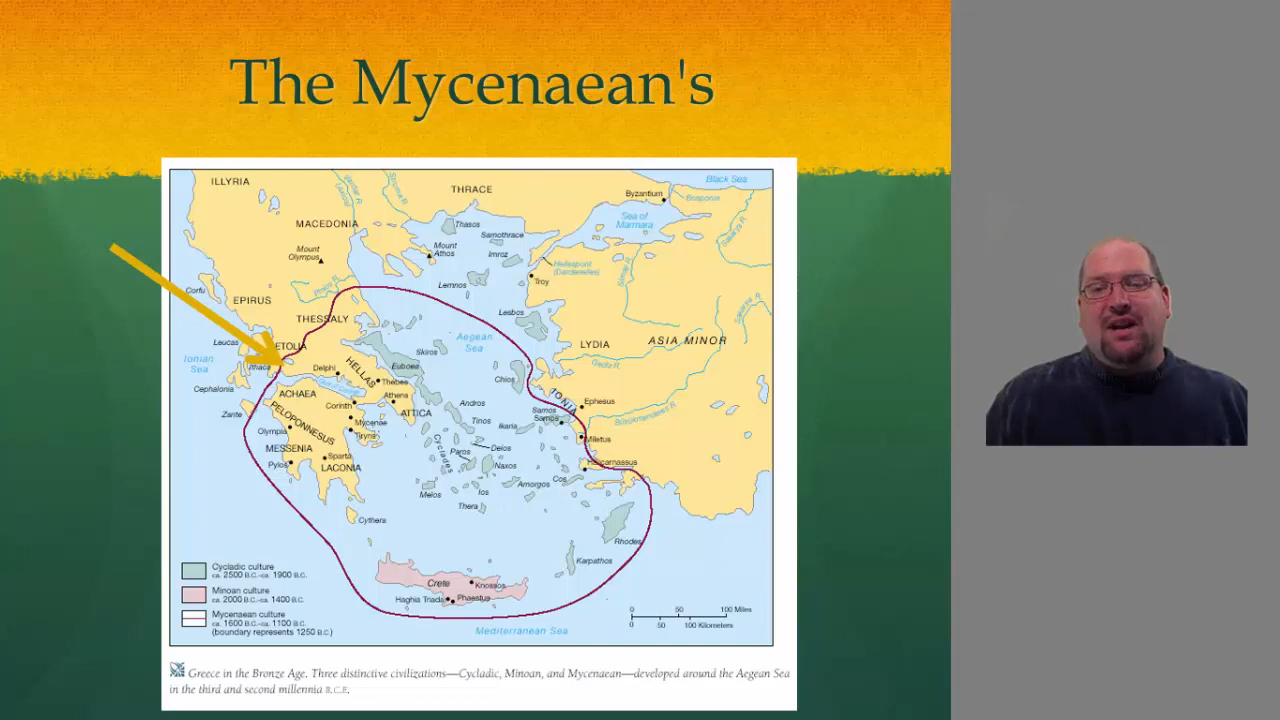 The Mycenaean's
ILLYRIA
THRACE
Byzantium
Black Sea
Bosporus
Sea of
Marmara
MACEDONIA
Thasos
Samothrace
Mount
Olympus
Mount
Athos
Imroz
Hellespont
(Dardanelles)
Troy
Lemnos
Corfu
EPIRUS
THESSALY
Lesbos
Aegean
Sea
LYDIA
ASIA MINOR
Leucas
ETOLIA
Skiros
Ionian
Sea
Ithaca
Delphi
HELLAS
Euboea
Thebes
Chios
IONIA
Cephalonia
ACHAEA
Athens
Corinth
ATTICA
Andros
Samos
Samos
Ephesus
Zante
PELOPONNESUS
Mycenae
Tinos
Ikaria
Olympia
Tiryns
Miletus
MESSENIA
Cyclades
Paros
Delos
Sparta
Pylos
LACONIA
Naxos
Halicarnassus
Melos
Ios
Amorgos
Cos
Thera
Cythera
Rhodes
Karpathos
Cycladic culture
ca. 2500 B.C.-ca. 1900 B.C.
Minoan culture
ca. 2000 B.C.-ca. 1400 B.C.
Mycenaean culture
ca. 1600 B.C.-ca. 1100 B.C.
(boundary represents 1250 B.C.)
Crete
Knossos
Haghia Triada
Phaestus
Mediterranean Sea
0 50 100 Miles
0 50 100 Kilometers
Greece in the Bronze Age. Three distinctive civilizations—Cycladic, Minoan, and Mycenaean—developed around the Aegean Sea
in the third and second millennia B.C.E.